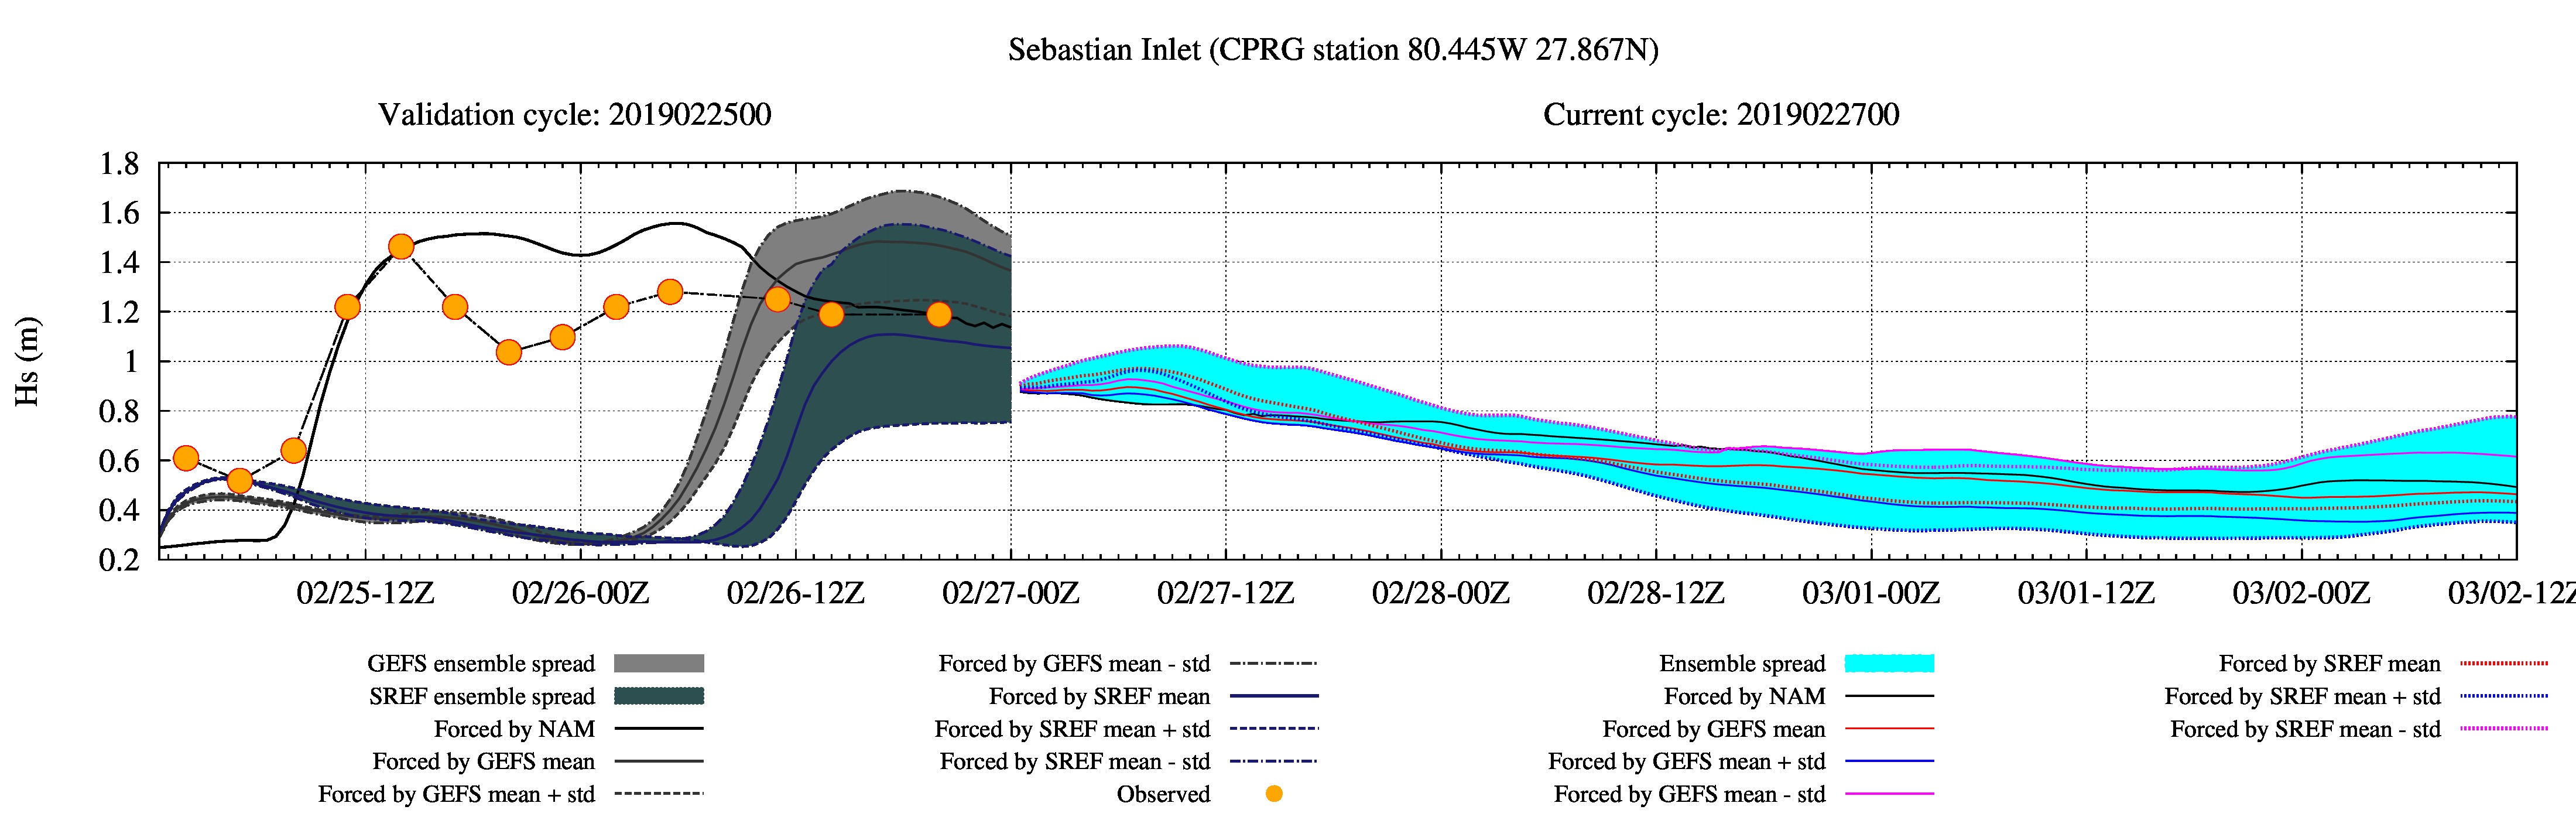 Sebastian Inlet (CPRG station 80.445W 27.867N)
Validation cycle: 2019022500
Current cycle: 2019022700
Hs (m)
1.8
1.6
1.4
1.2
1
0.8
0.6
0.4
0.2
02/25-12Z
02/26-00Z
02/26-12Z
02/27-00Z
02/27-12Z
02/28-00Z
02/28-12Z
03/01-00Z
03/01-12Z
03/02-00Z
03/02-12Z
GEFS ensemble spread
SREF ensemble spread
Forced by NAM
Forced by GEFS mean
Forced by GEFS mean + std
Forced by GEFS mean - std
Forced by SREF mean
Forced by SREF mean + std
Forced by SREF mean - std
Observed
Ensemble spread
Forced by NAM
Forced by GEFS mean
Forced by GEFS mean + std
Forced by GEFS mean - std
Forced by SREF mean
Forced by SREF mean + std
Forced by SREF mean - std